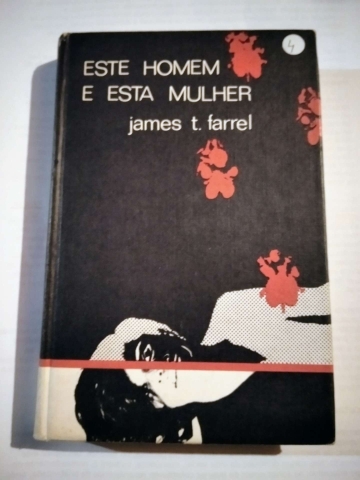 ESTE HOMEM
E ESTA MULHER
james t. farrel
4